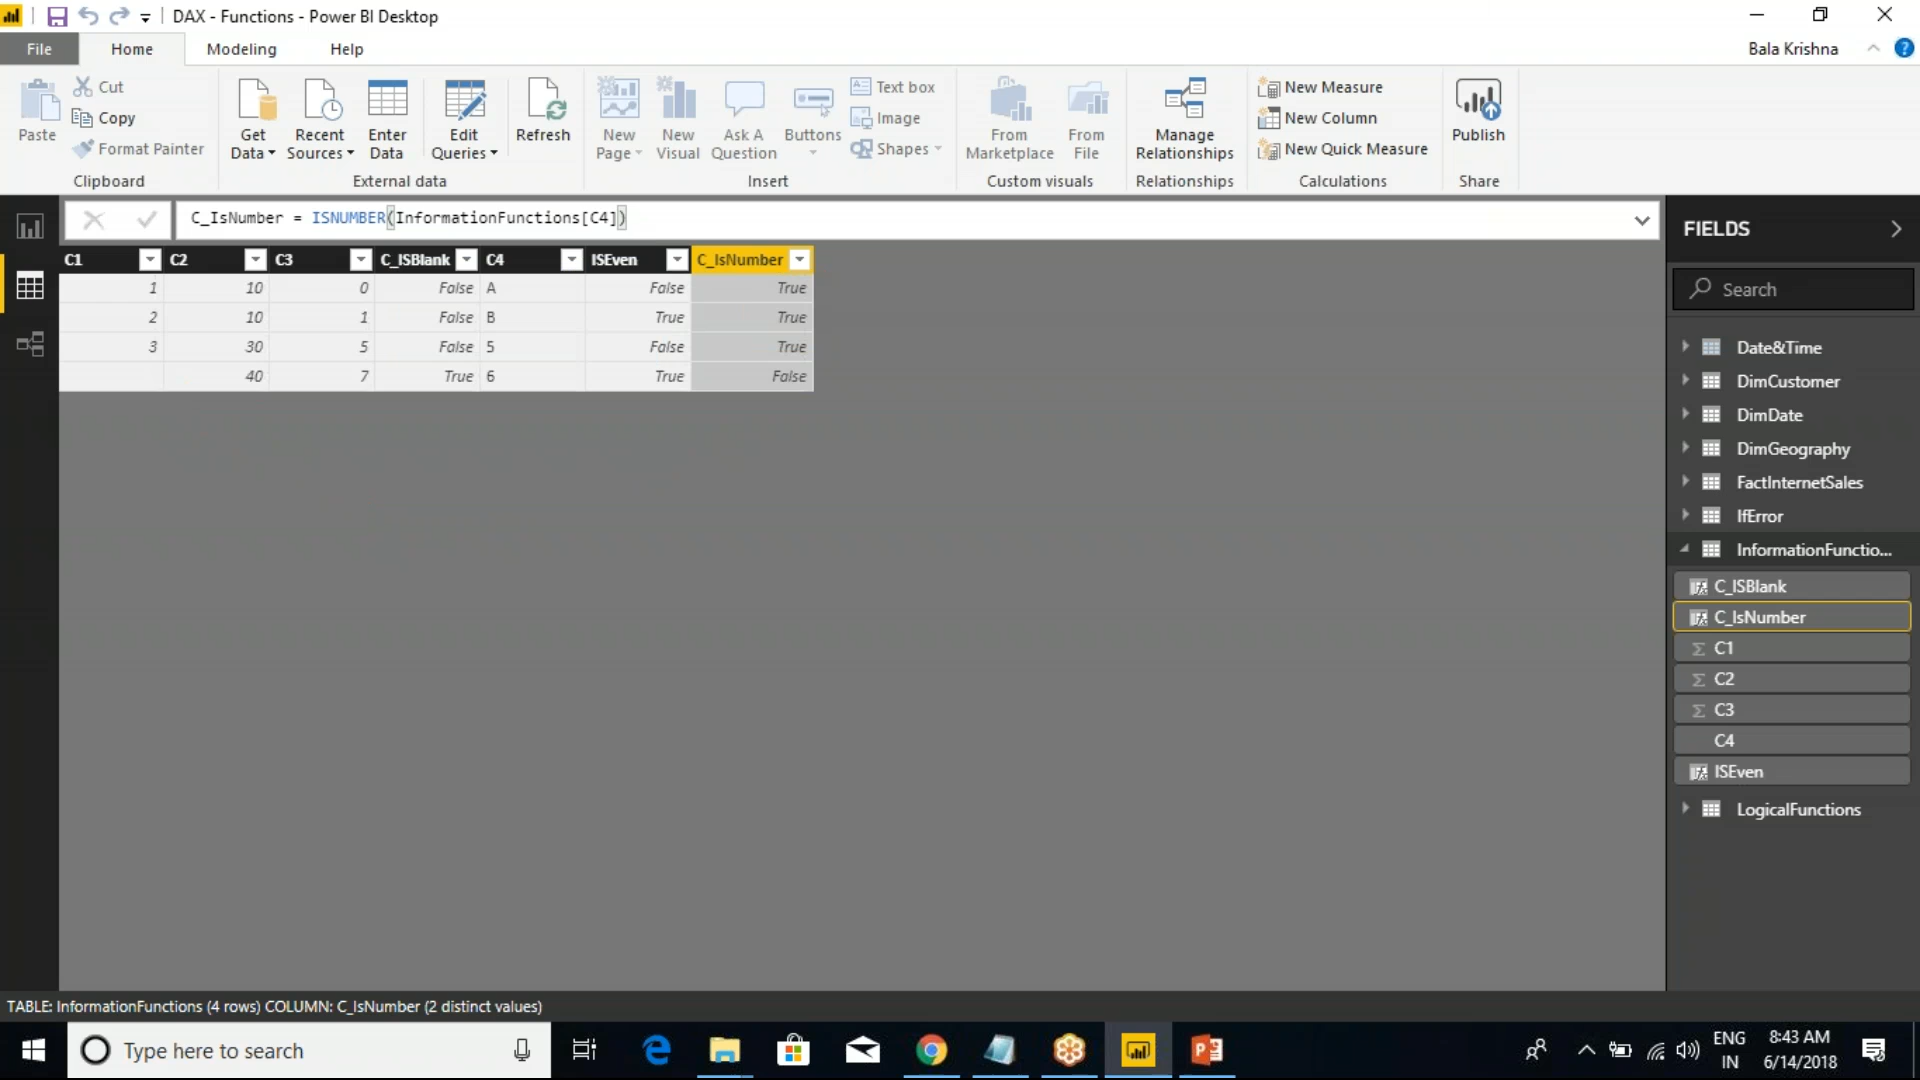 DAX - Functions - Power BI Desktop
File Home Modeling Help
Bala Krishna
Paste
Cut
Copy
Format Painter
Clipboard
Get Data
Recent Sources
Enter Data
Edit Queries
Refresh
External data
New Page
New Visual
Ask A Question
Buttons
Text box
Image
Shapes
Insert
From Marketplace
From File
Custom visuals
Manage Relationships
Relationships
New Measure
New Column
New Quick Measure
Calculations
Publish
Share
C_IsNumber = ISNUMBER(InformationFunctions[C4])
C1 C2 C3 C_ISBlank C4 ISEven C_IsNumber
1 10 0 False A False True
2 10 1 False B True True
3 30 5 False 5 False True
40 7 True 6 True False
FIELDS
Search
Date&Time
DimCustomer
DimDate
DimGeography
FactInternetSales
IfError
InformationFunctio...
C_ISBlank
C_IsNumber
C1
C2
C3
C4
ISEven
LogicalFunctions
TABLE: InformationFunctions (4 rows) COLUMN: C_IsNumber (2 distinct values)
Type here to search
ENG
IN
8:43 AM
6/14/2018